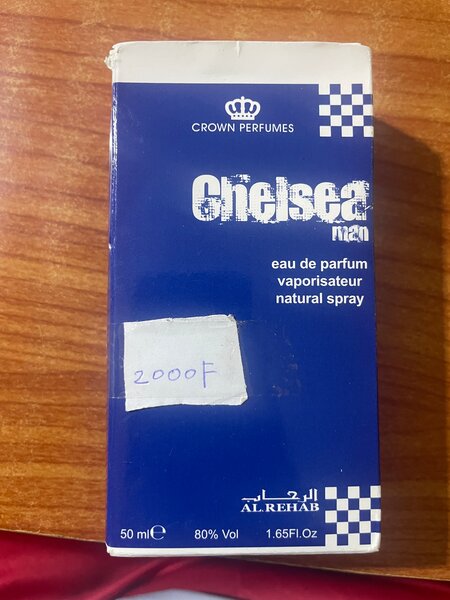 CROWN PERFUMES
Chelsea
man
eau de parfum
vaporisateur
natural spray
2000F
الرحاب
AL.REHAB
50 ml℮ 80% Vol 1.65Fl.Oz